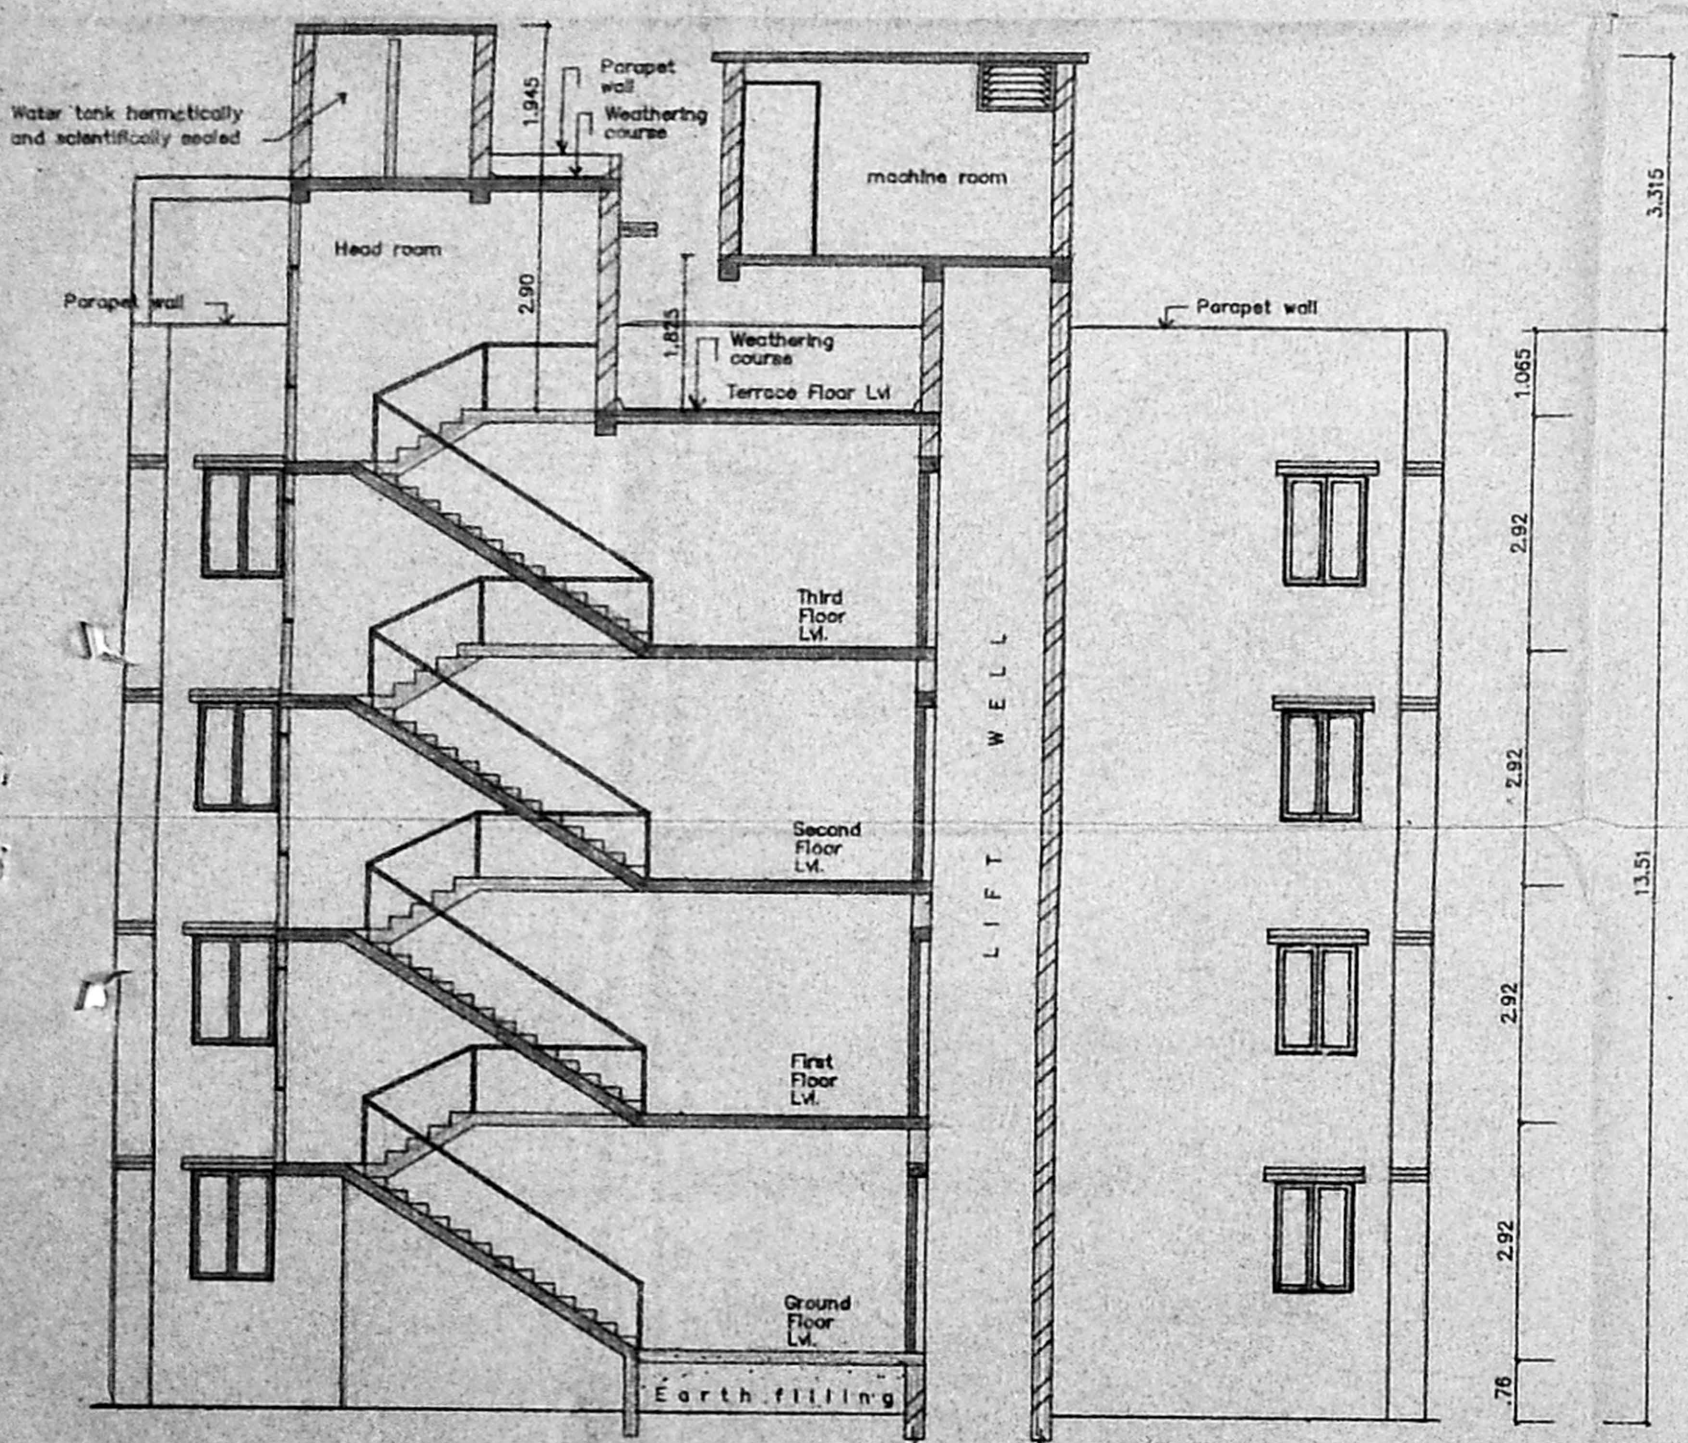 Water tank hermetically
and scientifically sealed
1.945
Parapet
wall
Weathering
course
machine room
3.315
Head room
2.90
Parapet wall
1.825
Weathering
course
Terrace Floor Lvl
Parapet wall
1.065
2.92
Third
Floor
Lvl.
2.92
Second
Floor
Lvl.
LIFT WELL
13.51
2.92
First
Floor
Lvl.
2.92
Ground
Floor
Lvl.
Earth filling
.76